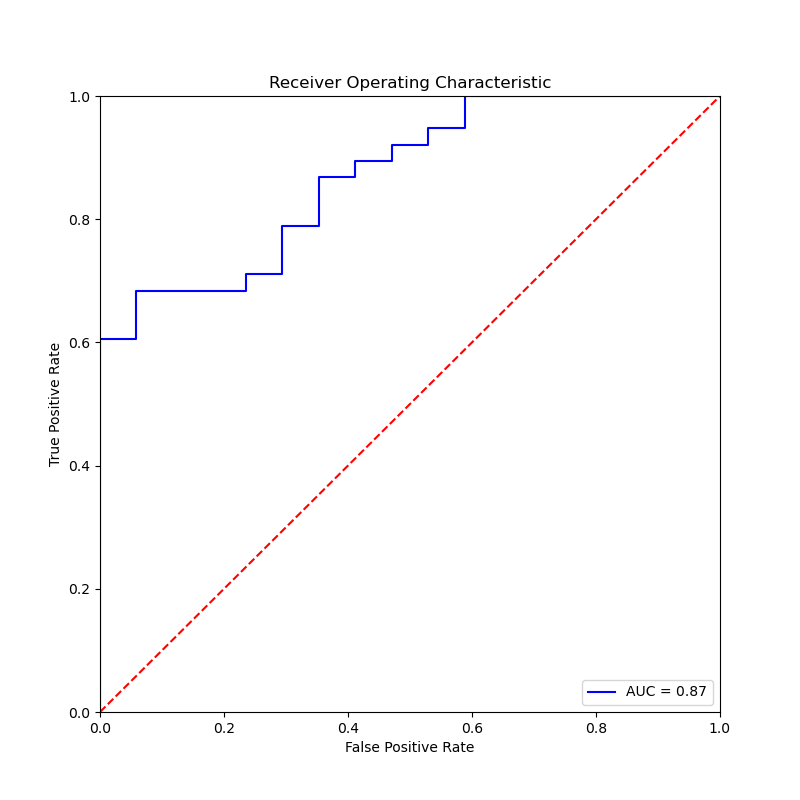 Receiver Operating Characteristic
1.0
0.8
0.6
0.4
0.2
0.0
True Positive Rate
0.0 0.2 0.4 0.6 0.8 1.0
False Positive Rate
AUC = 0.87